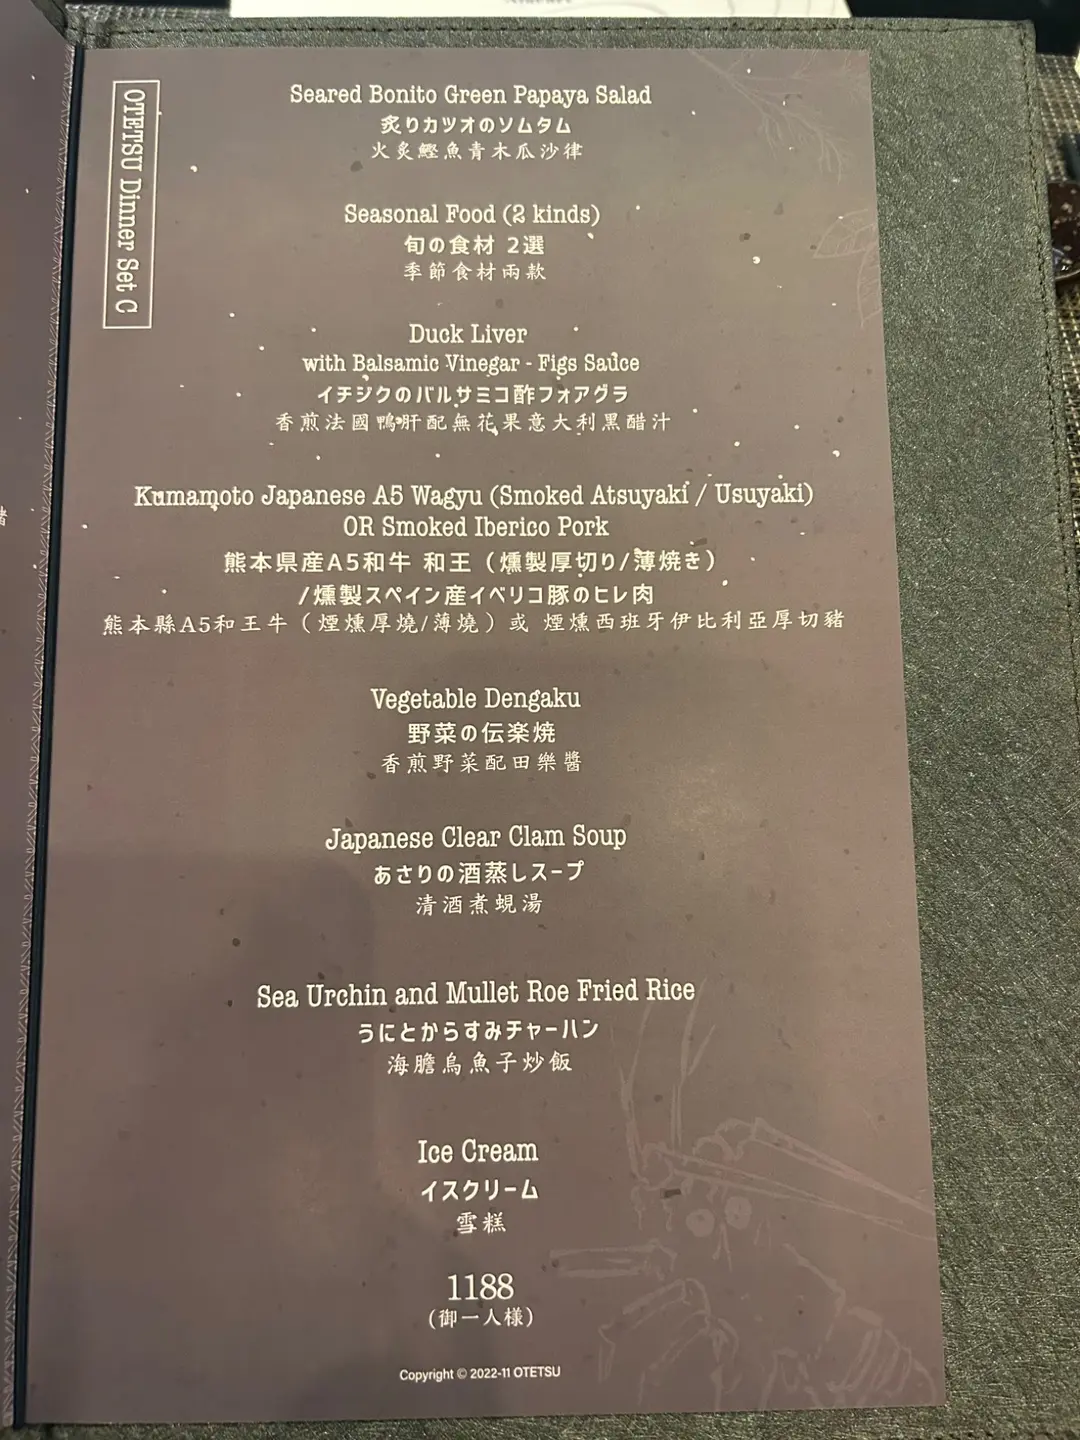 OTETSU Dinner Set C
Seared Bonito Green Papaya Salad
炙りカツオのソムタム
火炙鰹魚青木瓜沙律
Seasonal Food (2 kinds)
旬の食材 2選
季節食材兩款
Duck Liver
with Balsamic Vinegar - Figs Sauce
イチジクのバルサミコ酢フォアグラ
香煎法國鴨肝配無花果意大利黑醋汁
Kumamoto Japanese A5 Wagyu (Smoked Atsuyaki / Usuyaki)
OR Smoked Iberico Pork
熊本県産A5和牛 和王（燻製厚切り/薄焼き）
/燻製スペイン産イベリコ豚のヒレ肉
熊本縣A5和王牛（煙燻厚燒/薄燒）或 煙燻西班牙伊比利亞厚切豬
Vegetable Dengaku
野菜の伝楽焼
香煎野菜配田樂醬
Japanese Clear Clam Soup
あさりの酒蒸しスープ
清酒煮蜆湯
Sea Urchin and Mullet Roe Fried Rice
うにとからすみチャーハン
海膽烏魚子炒飯
Ice Cream
イスクリーム
雪糕
1188
(御一人様)
Copyright © 2022-11 OTETSU